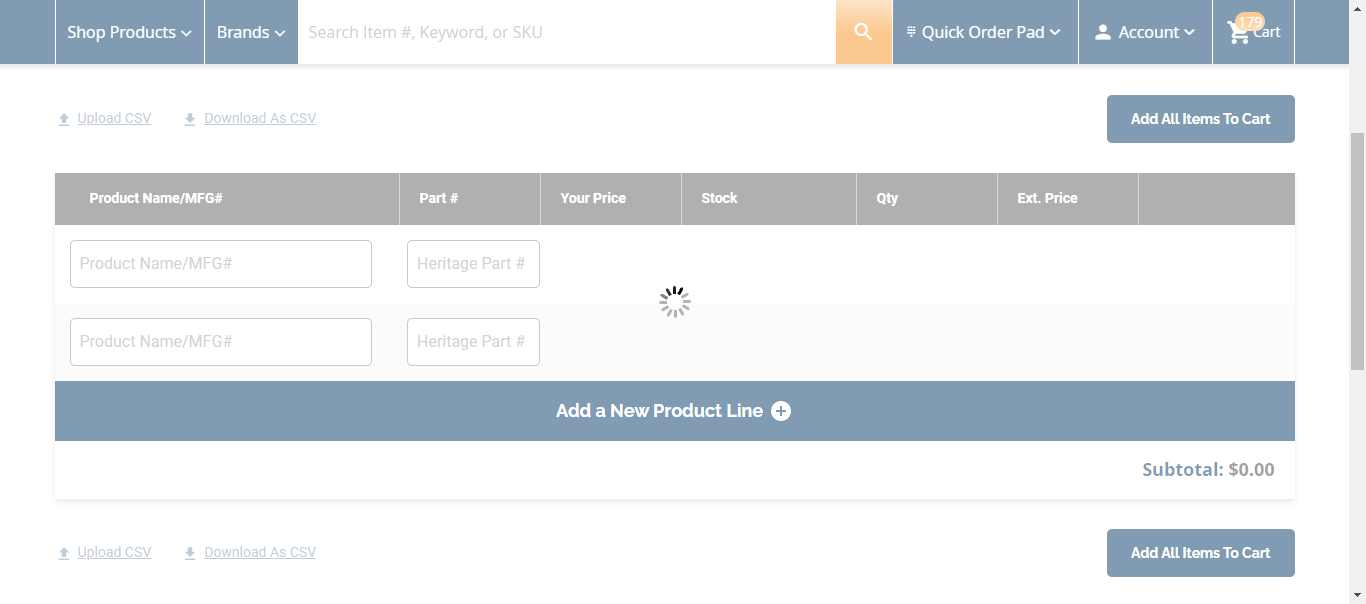 Shop Products Brands Search Item #, Keyword, or SKU Quick Order Pad Account 179 Cart
Upload CSV Download As CSV Add All Items To Cart
Product Name/MFG# Part # Your Price Stock Qty Ext. Price
Product Name/MFG# Heritage Part #
Product Name/MFG# Heritage Part #
Add a New Product Line
Subtotal: $0.00
Upload CSV Download As CSV Add All Items To Cart